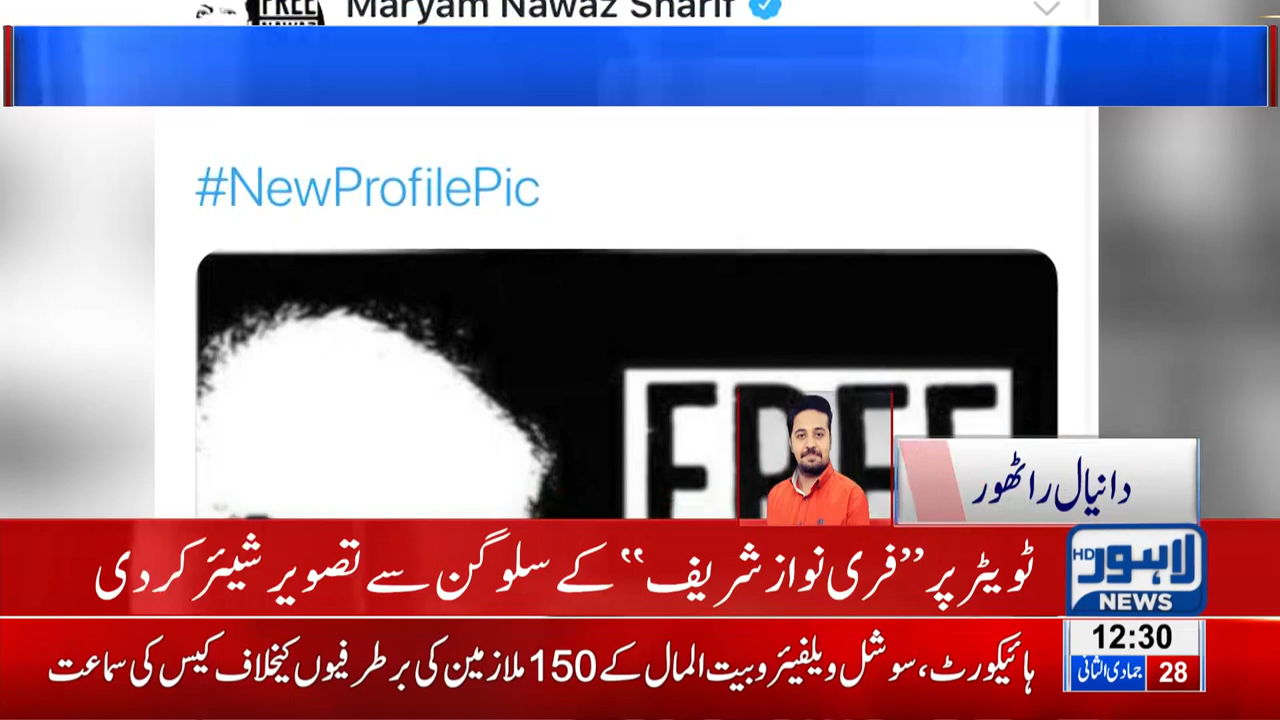 FREE Maryam Nawaz Sharif
NAWAZ
#NewProfilePic
FREE
دانیال راٹھور
ٹویٹر پر ”فری نواز شریف“ کے سلوگن سے تصویر شیئر کر دی
HD لاہور
NEWS
ہائیکورٹ، سوشل ویلفیئر و بیت المال کے 150 ملازمین کی برطرفیوں کیخلاف کیس کی سماعت
12:30
28 جمادی الثانی